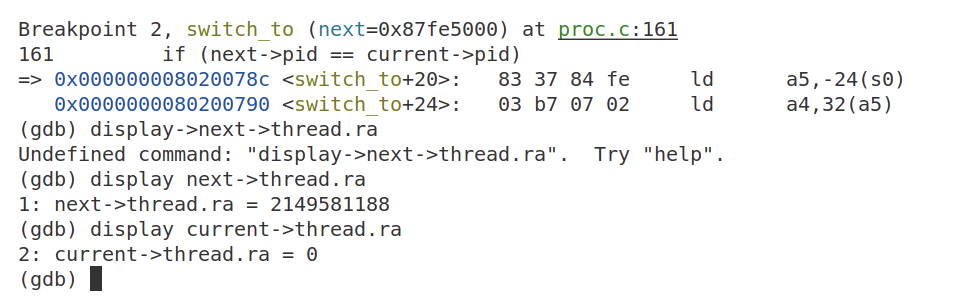 Breakpoint 2, switch_to (next=0x87fe5000) at proc.c:161
161         if (next->pid == current->pid)
=> 0x000000008020078c <switch_to+20>:   83 37 84 fe     ld      a5,-24(s0)
   0x0000000080200790 <switch_to+24>:   03 b7 07 02     ld      a4,32(a5)
(gdb) display->next->thread.ra
Undefined command: "display->next->thread.ra".  Try "help".
(gdb) display next->thread.ra
1: next->thread.ra = 2149581188
(gdb) display current->thread.ra
2: current->thread.ra = 0
(gdb)